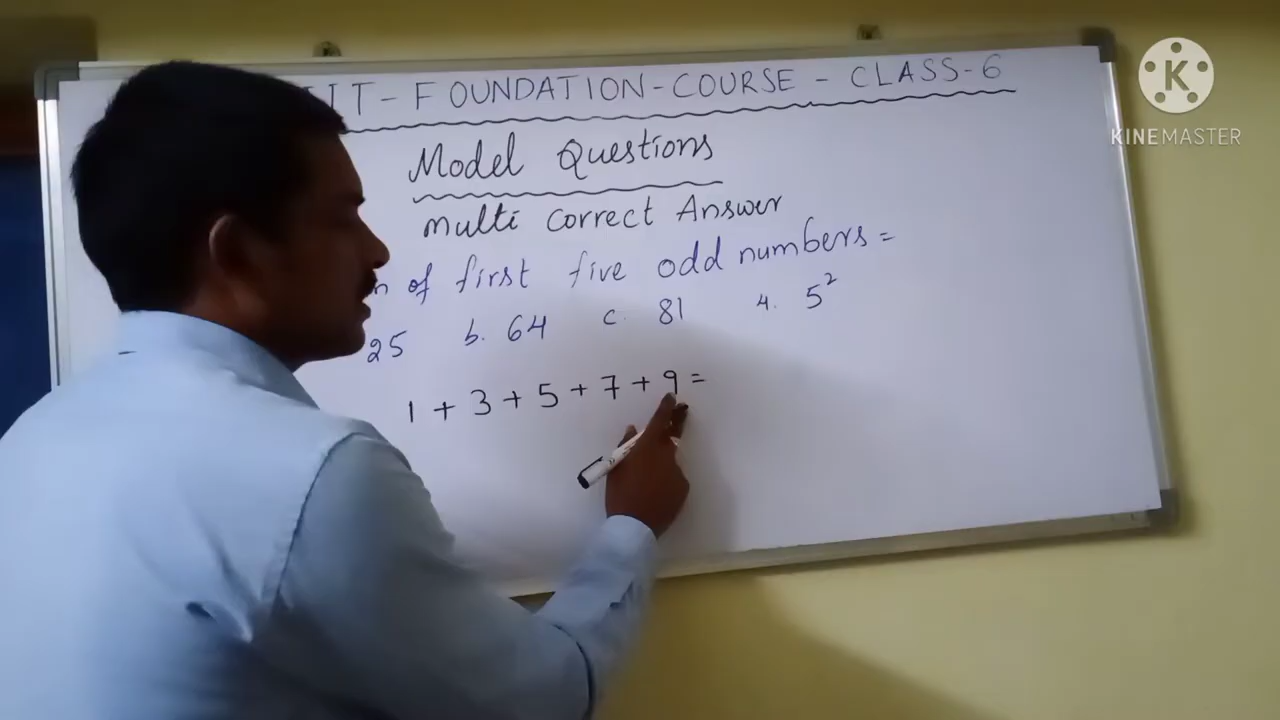 IIT - FOUNDATION - COURSE - CLASS-6
Model Questions
multi correct Answer
of first five odd numbers =
25 b. 64 c. 81 4. 5²
1 + 3 + 5 + 7 + 9 =
KINEMASTER